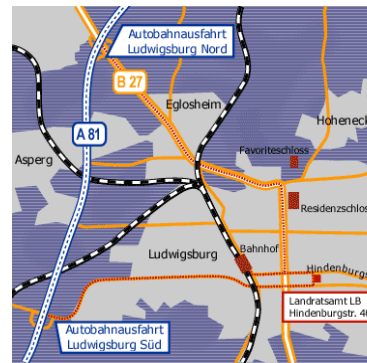 Autobahnausfahrt
Ludwigsburg Nord
B 27
Eglosheim
A 81
Hoheneck
Asperg
Favoriteschloss
Residenzschlos
Ludwigsburg
Bahnhof
Hindenburgs
Landratsamt LB
Hindenburgstr. 40
Autobahnausfahrt
Ludwigsburg Süd